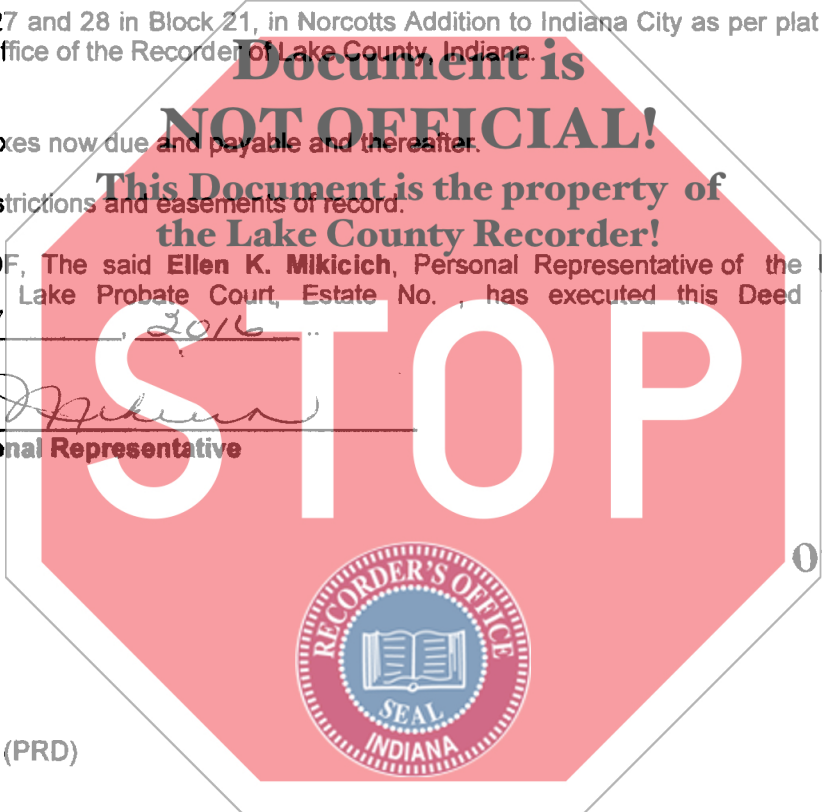 27 and 28 in Block 21, in Norcotts Addition to Indiana City as per plat
ffice of the Recorder of Lake County, Indiana.
Document is
NOT OFFICIAL!
xes now due and payable and thereafter.
This Document is the property of
strictions and easements of record.
the Lake County Recorder!
OF, The said Ellen K. Mikicich, Personal Representative of the
Lake Probate Court, Estate No. , has executed this Deed
, 2016
STOP
nal Representative
RECORDER'S OFFICE
SEAL
INDIANA
(PRD)